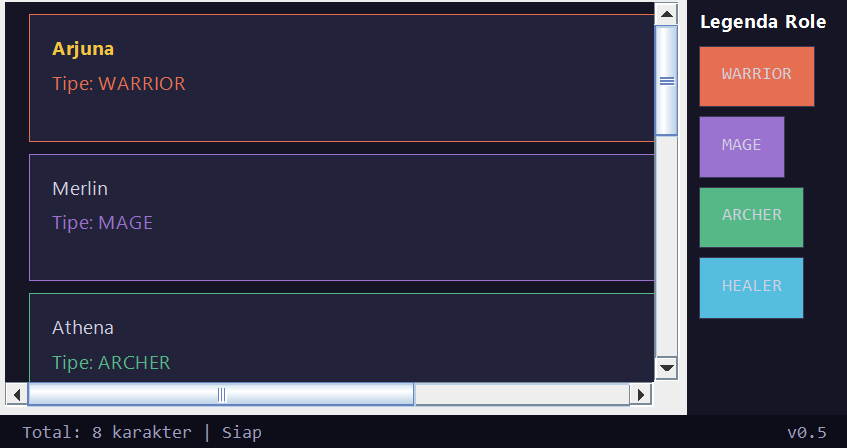 Arjuna
Tipe: WARRIOR
Merlin
Tipe: MAGE
Athena
Tipe: ARCHER
Legenda Role
WARRIOR
MAGE
ARCHER
HEALER
Total: 8 karakter | Siap
v0.5